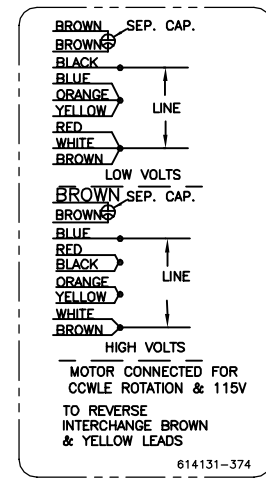 BROWN SEP. CAP.
BROWN
BLACK
BLUE
ORANGE
YELLOW LINE
RED
WHITE
BROWN
LOW VOLTS
BROWN SEP. CAP.
BROWN
BLUE
RED
BLACK
LINE
ORANGE
YELLOW
WHITE
BROWN
HIGH VOLTS
MOTOR CONNECTED FOR
CCWLE ROTATION & 115V
TO REVERSE
INTERCHANGE BROWN
& YELLOW LEADS
614131-374